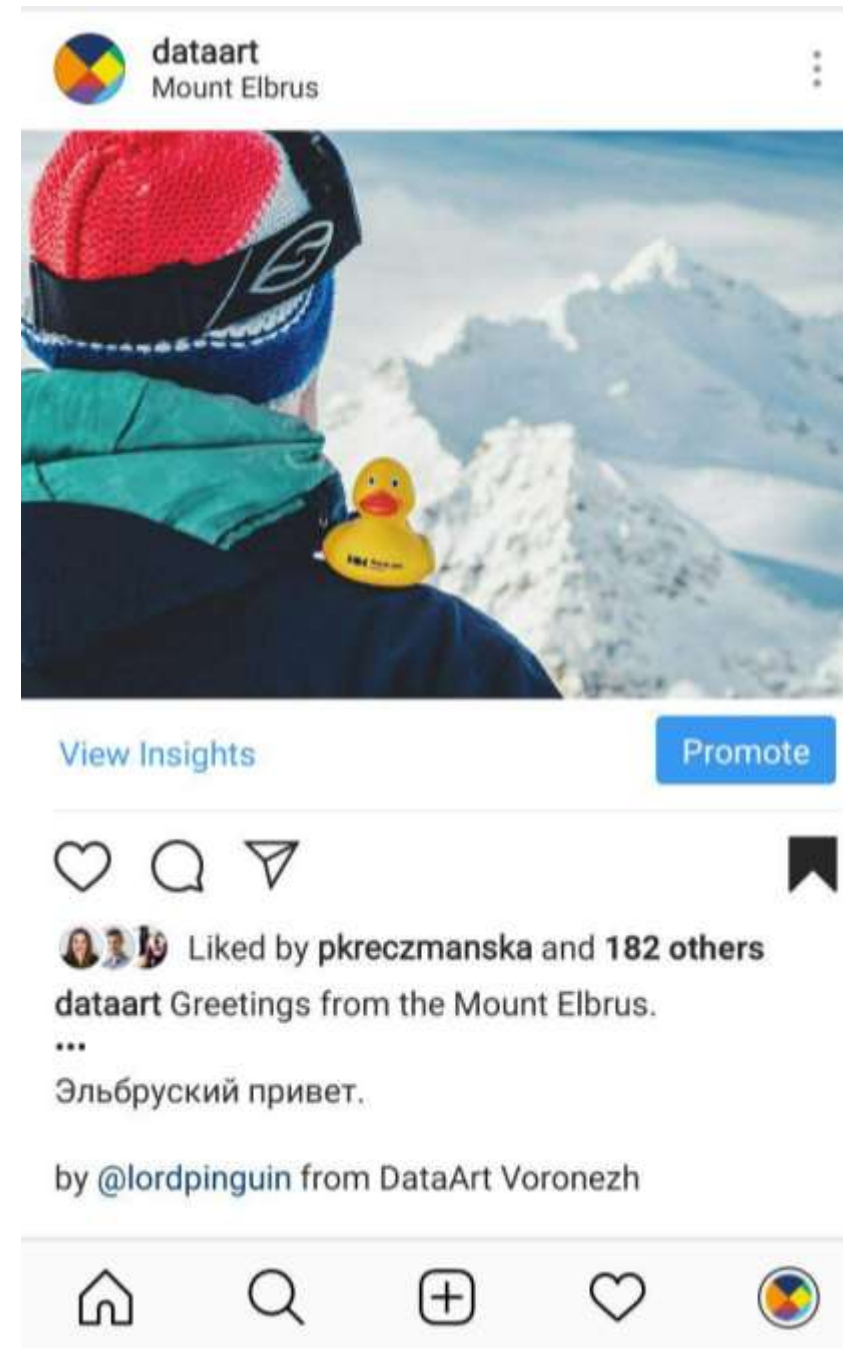 dataart
Mount Elbrus
View Insights
Promote
Liked by pkreczmanska and 182 others
dataart Greetings from the Mount Elbrus.
•••
Эльбруский привет.
by @lordpinguin from DataArt Voronezh